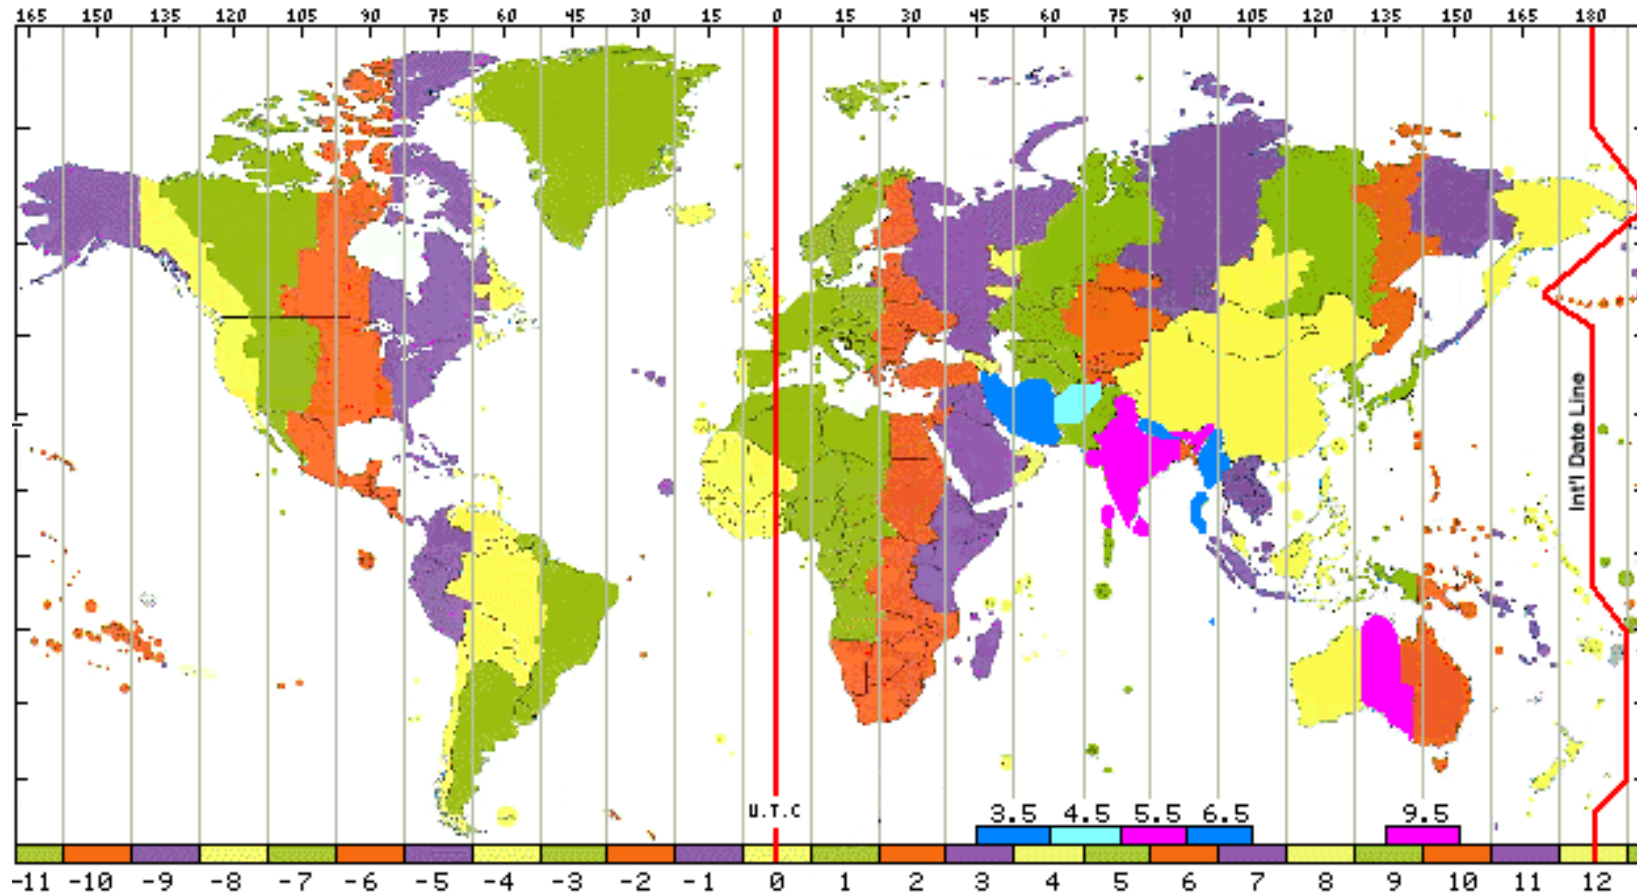 165 150 135 120 105 90 75 60 45 30 15 0 15 30 45 60 75 90 105 120 135 150 165 180
Int'l Date Line
U.T.C
3.5 4.5 5.5 6.5 9.5
-11 -10 -9 -8 -7 -6 -5 -4 -3 -2 -1 0 1 2 3 4 5 6 7 8 9 10 11 12